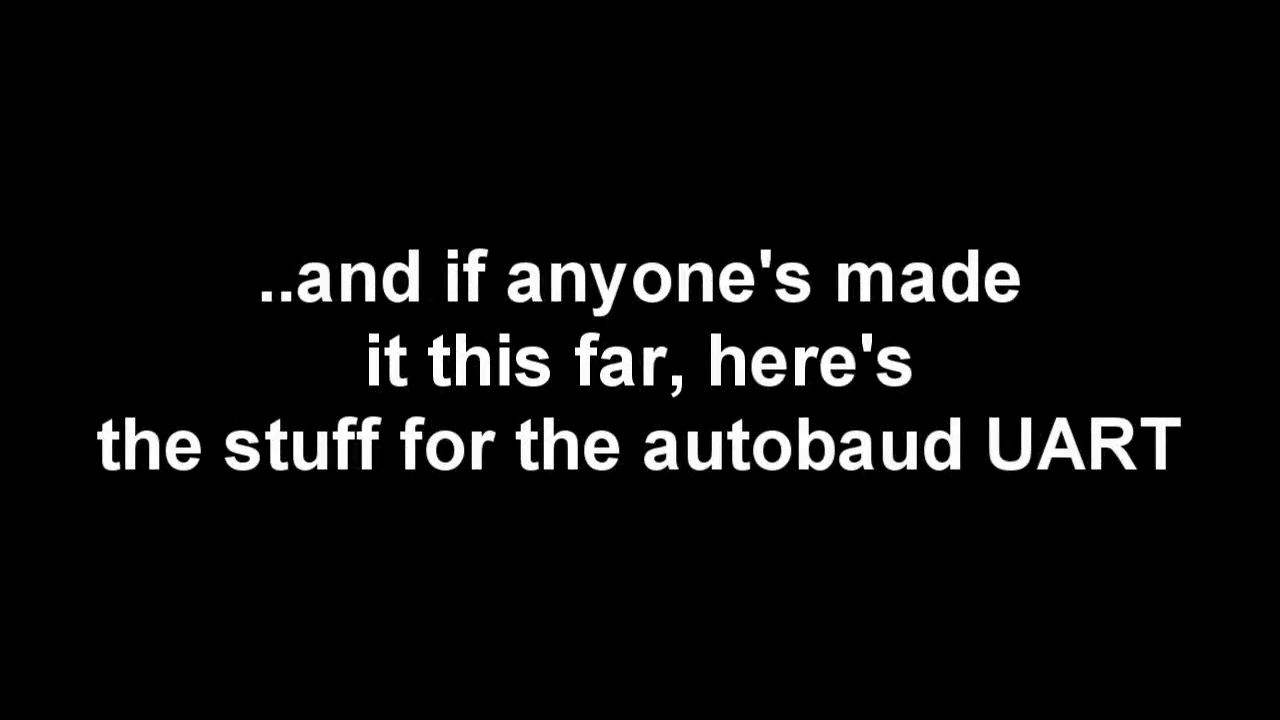 ..and if anyone's made
it this far, here's
the stuff for the autobaud UART